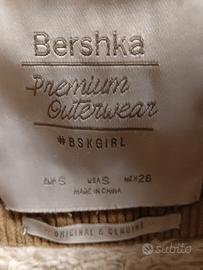 Bershka
Premium
Outerwear
#BSKGIRL
EUR S USA S MEX 26
MADE IN CHINA
ORIGINAL & GENUINE
subito